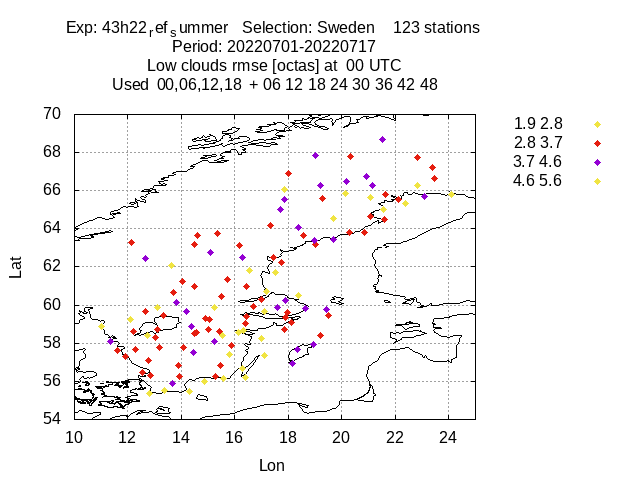 Exp: 43h22refsummer Selection: Sweden 123 stations
Period: 20220701-20220717
Low clouds rmse [octas] at 00 UTC
Used 00,06,12,18 + 06 12 18 24 30 36 42 48
1.9 2.8
2.8 3.7
3.7 4.6
4.6 5.6
70
68
66
64
62
60
58
56
54
Lat
10 12 14 16 18 20 22 24
Lon